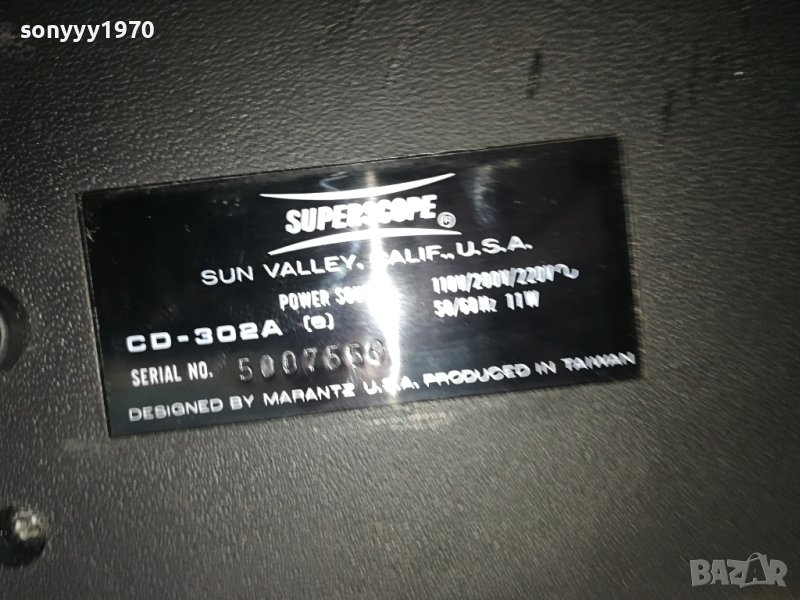 sonyyy1970
SUPERSCOPE®
SUN VALLEY, CALIF., U.S.A.
POWER 110V/200V/220V~
(e) 50/60Hz 11W
CD-302A
SERIAL NO.
DESIGNED BY MARANTZ U.S.A. PRODUCED IN TAIWAN
BAZAR